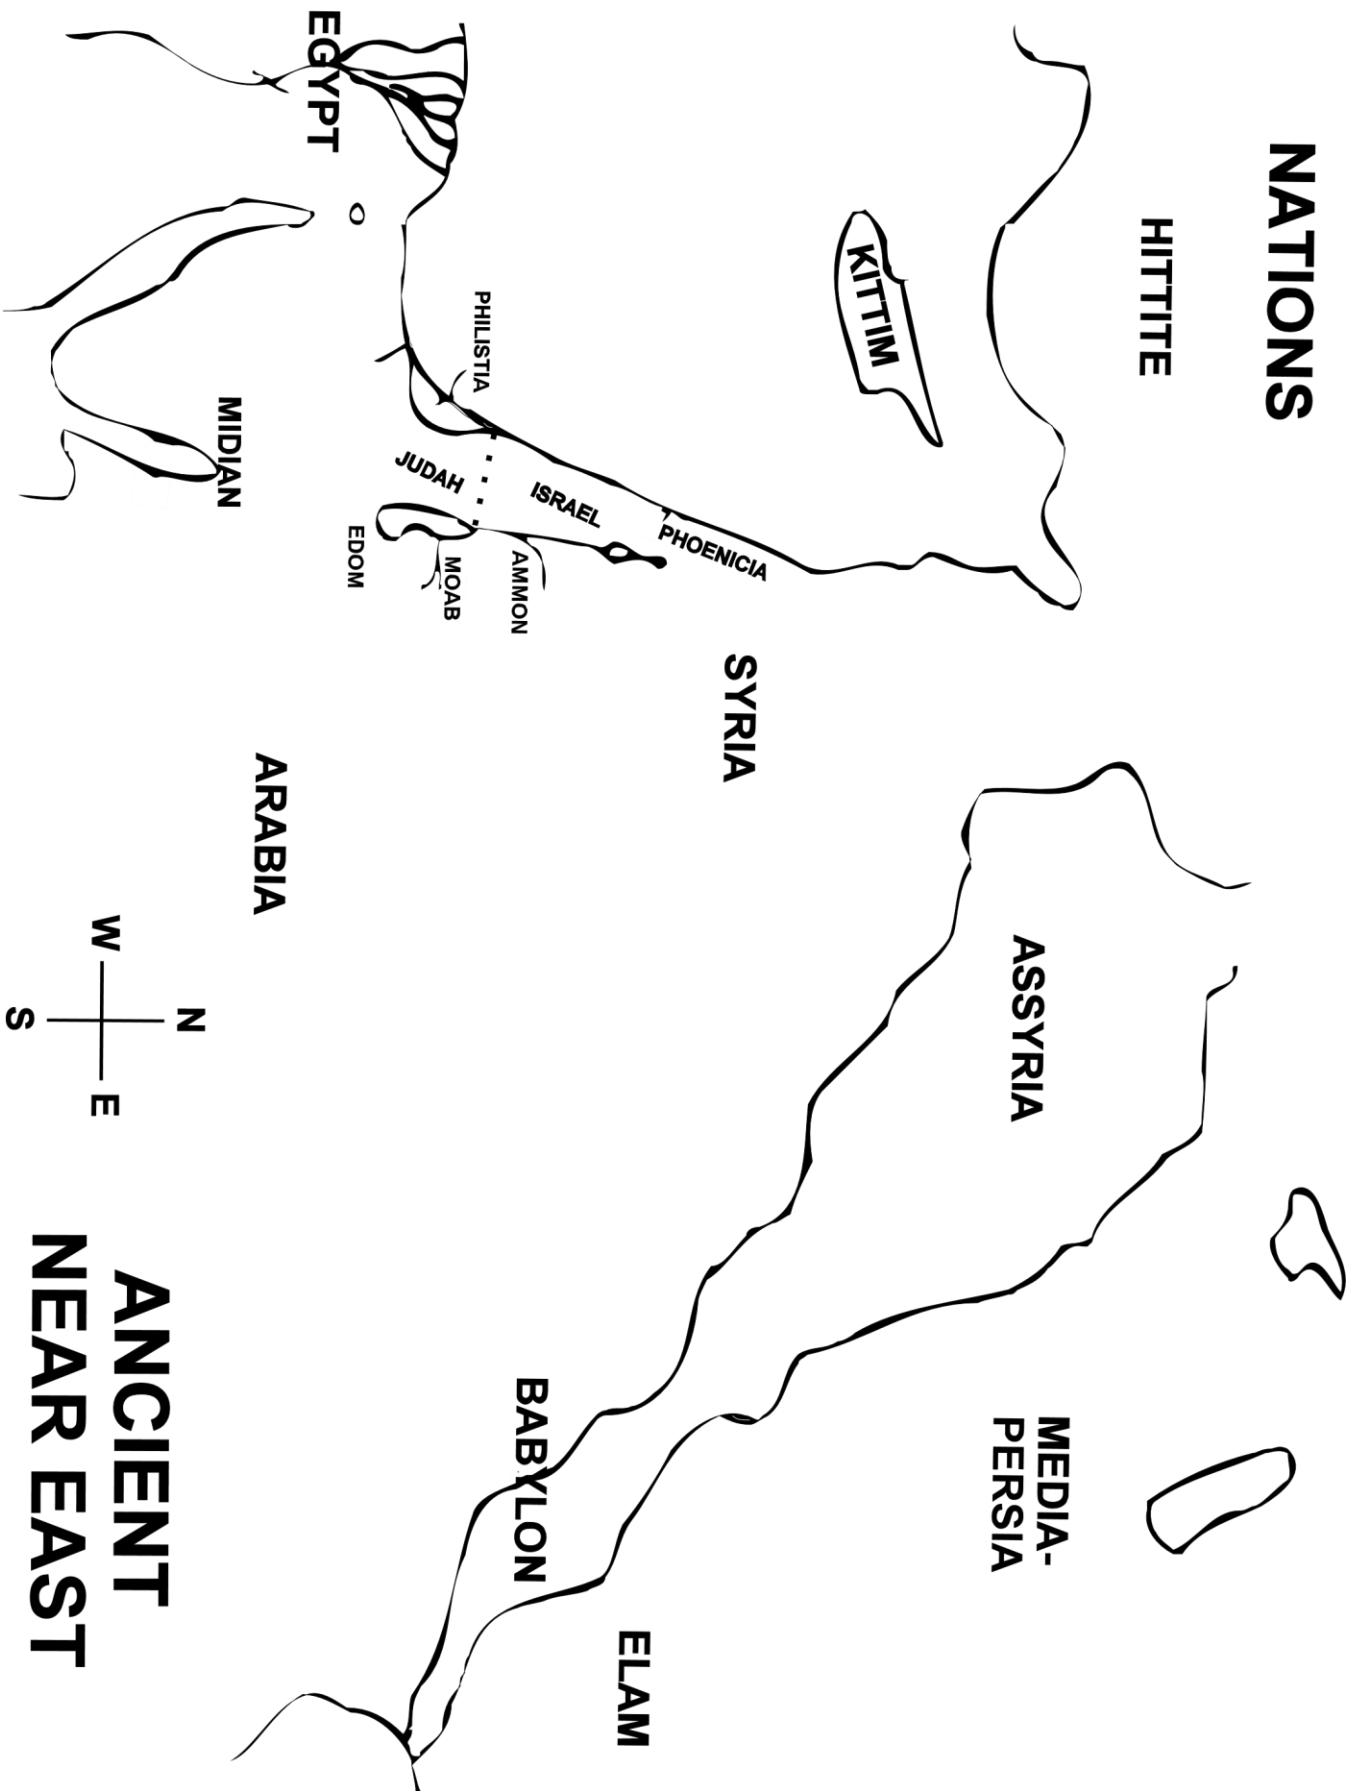 NATIONS
HITTITE
KITTIM
ASSYRIA
MEDIA-
PERSIA
SYRIA
PHOENICIA
ELAM
ISRAEL
AMMON
BABYLON
PHILISTIA
JUDAH
MOAB
EDOM
EGYPT
MIDIAN
ARABIA
N
W
E
S
ANCIENT
NEAR EAST